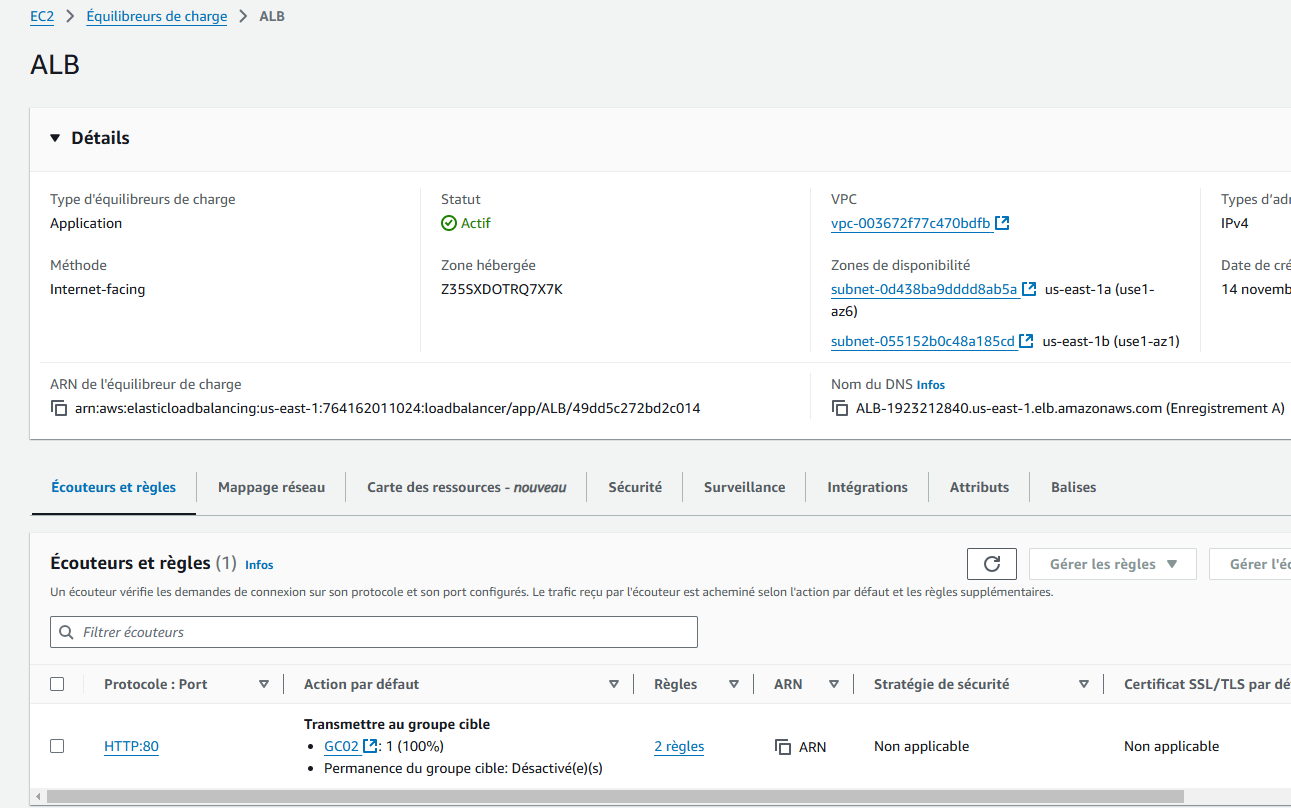 EC2 > Équilibreurs de charge > ALB
ALB
Détails
Type d'équilibreurs de charge
Application
Statut
Actif
VPC
vpc-003672f77c470bdfb
Types d'adr
IPv4
Méthode
Internet-facing
Zone hébergée
Z35SXDOTRQ7X7K
Zones de disponibilité
subnet-0d438ba9dddd8ab5a us-east-1a (use1-
az6)
subnet-055152b0c48a185cd us-east-1b (use1-az1)
Date de cré
14 novemb
ARN de l'équilibreur de charge
arn:aws:elasticloadbalancing:us-east-1:764162011024:loadbalancer/app/ALB/49dd5c272bd2c014
Nom du DNS Infos
ALB-1923212840.us-east-1.elb.amazonaws.com (Enregistrement A)
Écouteurs et règles Mappage réseau Carte des ressources - nouveau Sécurité Surveillance Intégrations Attributs Balises
Écouteurs et règles (1) Infos
Gérer les règles Gérer l'éc
Un écouteur vérifie les demandes de connexion sur son protocole et son port configurés. Le trafic reçu par l'écouteur est acheminé selon l'action par défaut et les règles supplémentaires.
Filtrer écouteurs
Protocole : Port Action par défaut Règles ARN Stratégie de sécurité Certificat SSL/TLS par dé
Transmettre au groupe cible
HTTP:80 • GC02 : 1 (100%) 2 règles ARN Non applicable Non applicable
• Permanence du groupe cible: Désactivé(e)(s)